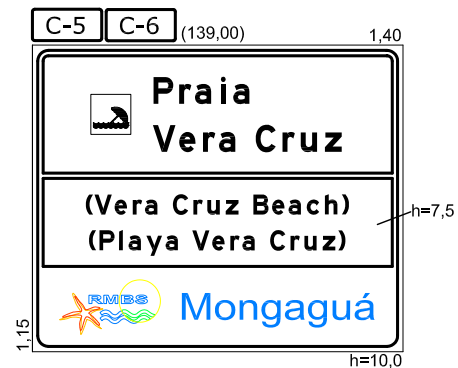 C-5 C-6 (139,00) 1,40
Praia
Vera Cruz
(Vera Cruz Beach)
(Playa Vera Cruz)
h=7,5
RMBS
Mongaguá
1,15
h=10,0